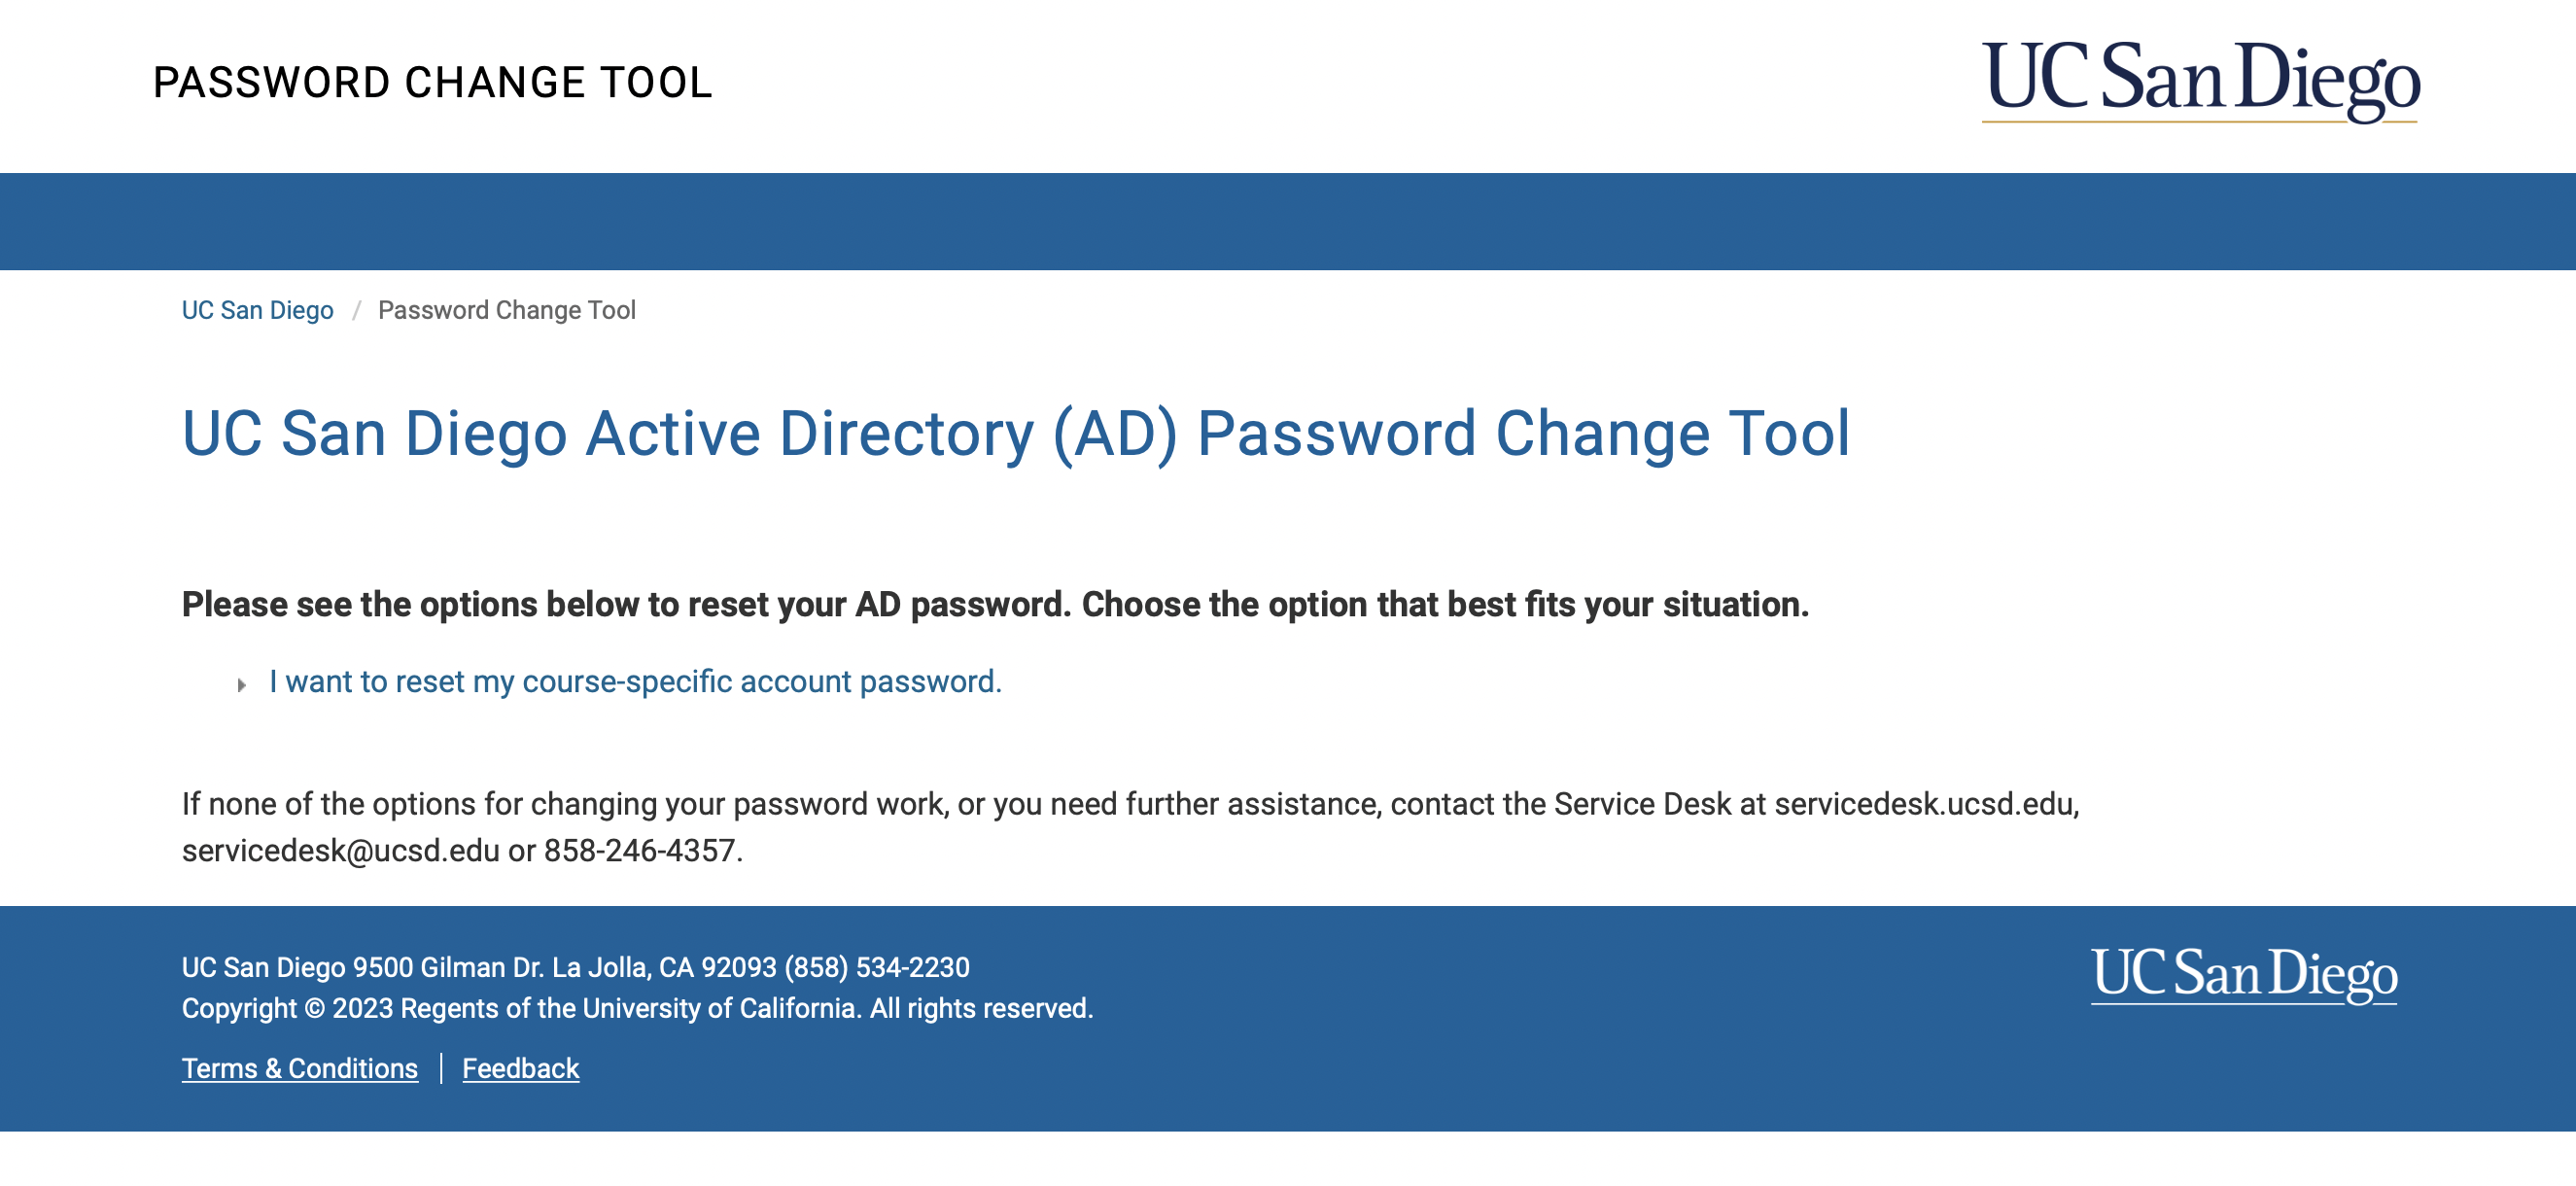 PASSWORD CHANGE TOOL
UC San Diego
UC San Diego / Password Change Tool
UC San Diego Active Directory (AD) Password Change Tool
Please see the options below to reset your AD password. Choose the option that best fits your situation.
I want to reset my course-specific account password.
If none of the options for changing your password work, or you need further assistance, contact the Service Desk at servicedesk.ucsd.edu,
servicedesk@ucsd.edu or 858-246-4357.
UC San Diego 9500 Gilman Dr. La Jolla, CA 92093 (858) 534-2230
Copyright © 2023 Regents of the University of California. All rights reserved.
Terms & Conditions | Feedback
UC San Diego